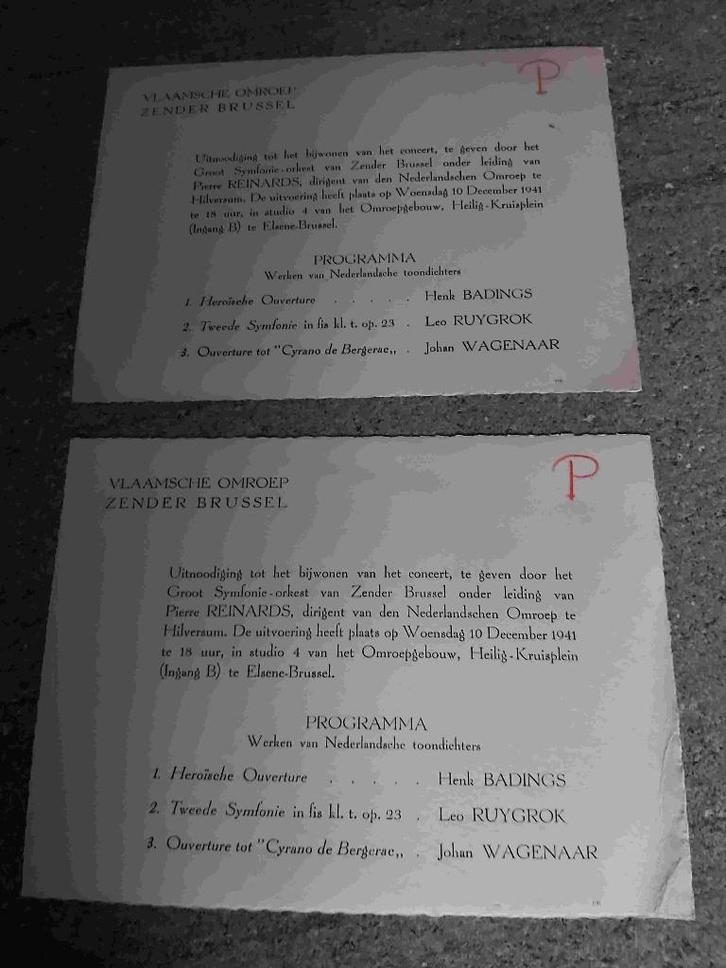 P
VLAAMSCHE OMROEP
ZENDER BRUSSEL
Uitnoodiging tot het bijwonen van het concert, te geven door het
Groot Symfonie-orkest van Zender Brussel onder leiding van
Pierre REINARDS, dirigent van den Nederlandschen Omroep te
Hilversum. De uitvoering heeft plaats op Woensdag 10 December 1941
te 18 uur, in studio 4 van het Omroepgebouw, Heilig-Kruisplein
(Ingang B) te Elsene-Brussel.
PROGRAMMA
Werken van Nederlandsche toondichters
1. Heroïsche Ouverture . . . . . Henk BADINGS
2. Tweede Symfonie in fis kl. t. op. 23 . Leo RUYGROK
3. Ouverture tot "Cyrano de Bergerac„ . Johan WAGENAAR
P
VLAAMSCHE OMROEP
ZENDER BRUSSEL
Uitnoodiging tot het bijwonen van het concert, te geven door het
Groot Symfonie-orkest van Zender Brussel onder leiding van
Pierre REINARDS, dirigent van den Nederlandschen Omroep te
Hilversum. De uitvoering heeft plaats op Woensdag 10 December 1941
te 18 uur, in studio 4 van het Omroepgebouw, Heilig-Kruisplein
(Ingang B) te Elsene-Brussel.
PROGRAMMA
Werken van Nederlandsche toondichters
1. Heroïsche Ouverture . . . . . Henk BADINGS
2. Tweede Symfonie in fis kl. t. op. 23 . Leo RUYGROK
3. Ouverture tot "Cyrano de Bergerac„ . Johan WAGENAAR